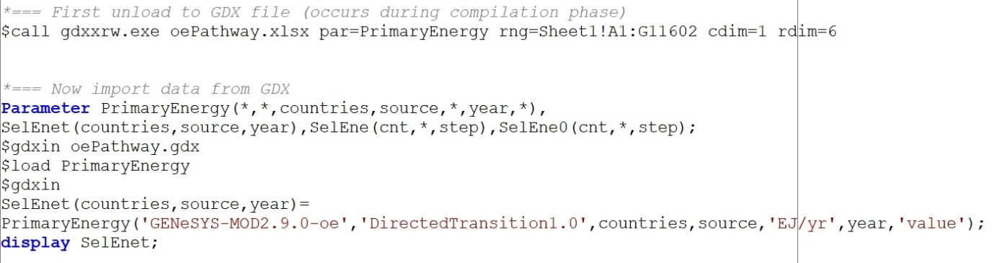 *=== First unload to GDX file (occurs during compilation phase)
$call gdxxrw.exe oePathway.xlsx par=PrimaryEnergy rng=Sheet1!A1:G11602 cdim=1 rdim=6
*=== Now import data from GDX
Parameter PrimaryEnergy(*,*,countries,source,*,year,*),
SelEnet(countries,source,year),SelEne(cnt,*,step),SelEne0(cnt,*,step);
$gdxin oePathway.gdx
$load PrimaryEnergy
$gdxin
SelEnet(countries,source,year)=
PrimaryEnergy('GENeSYS-MOD2.9.0-oe','DirectedTransition1.0',countries,source,'EJ/yr',year,'value');
display SelEnet;